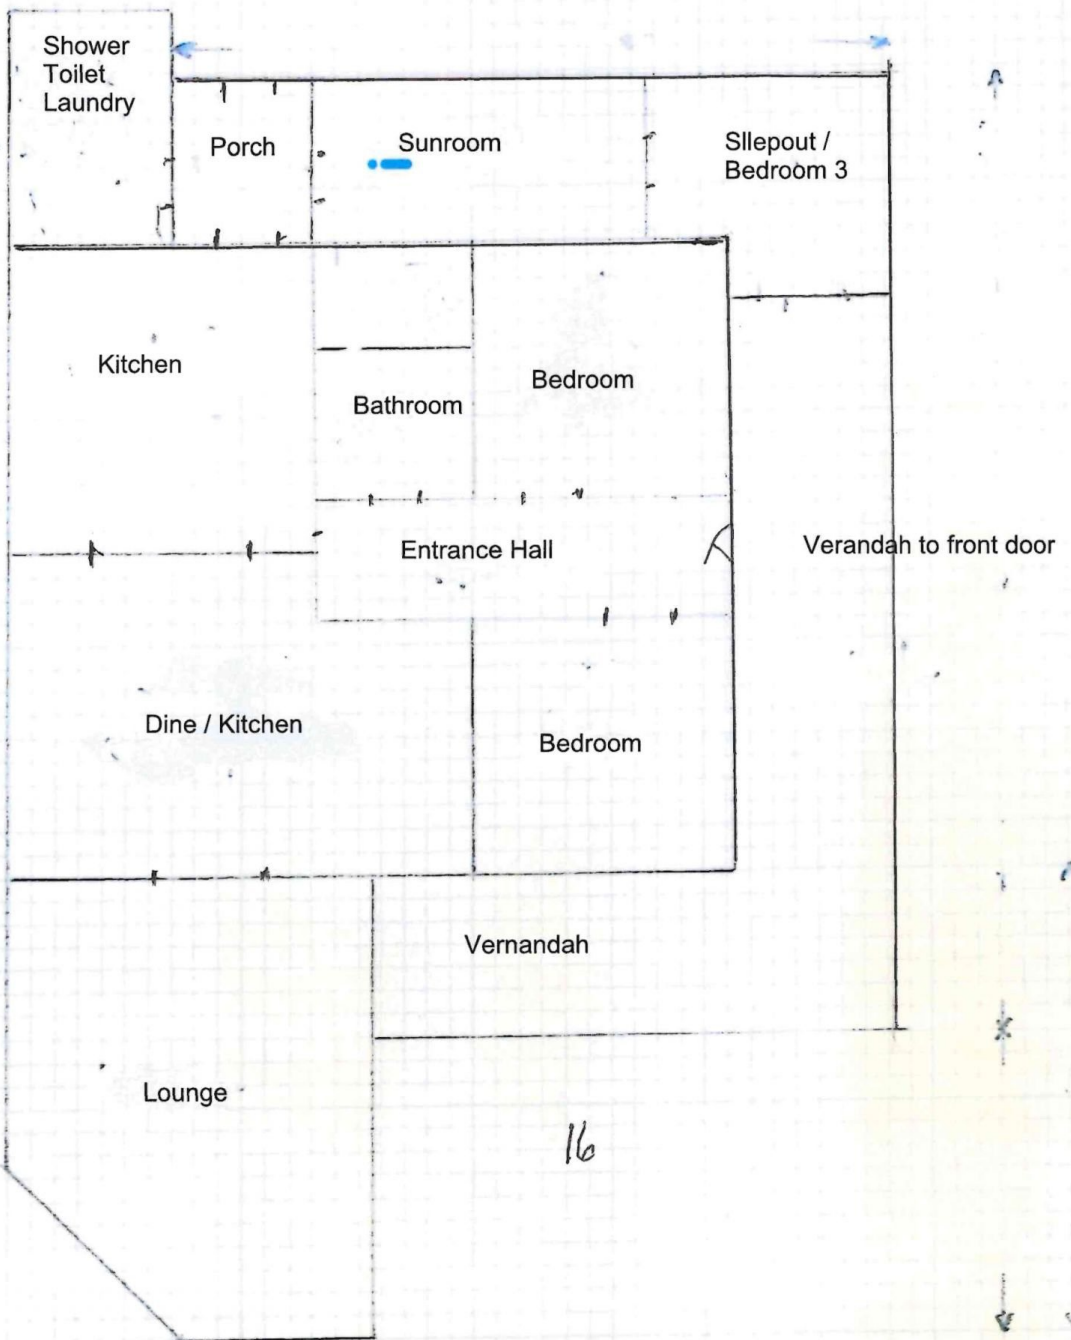 Shower
Toilet
Laundry
Porch
Sunroom
Sllepout /
Bedroom 3
Kitchen
Bathroom
Bedroom
Entrance Hall
Verandah to front door
Dine / Kitchen
Bedroom
Vernandah
Lounge
16